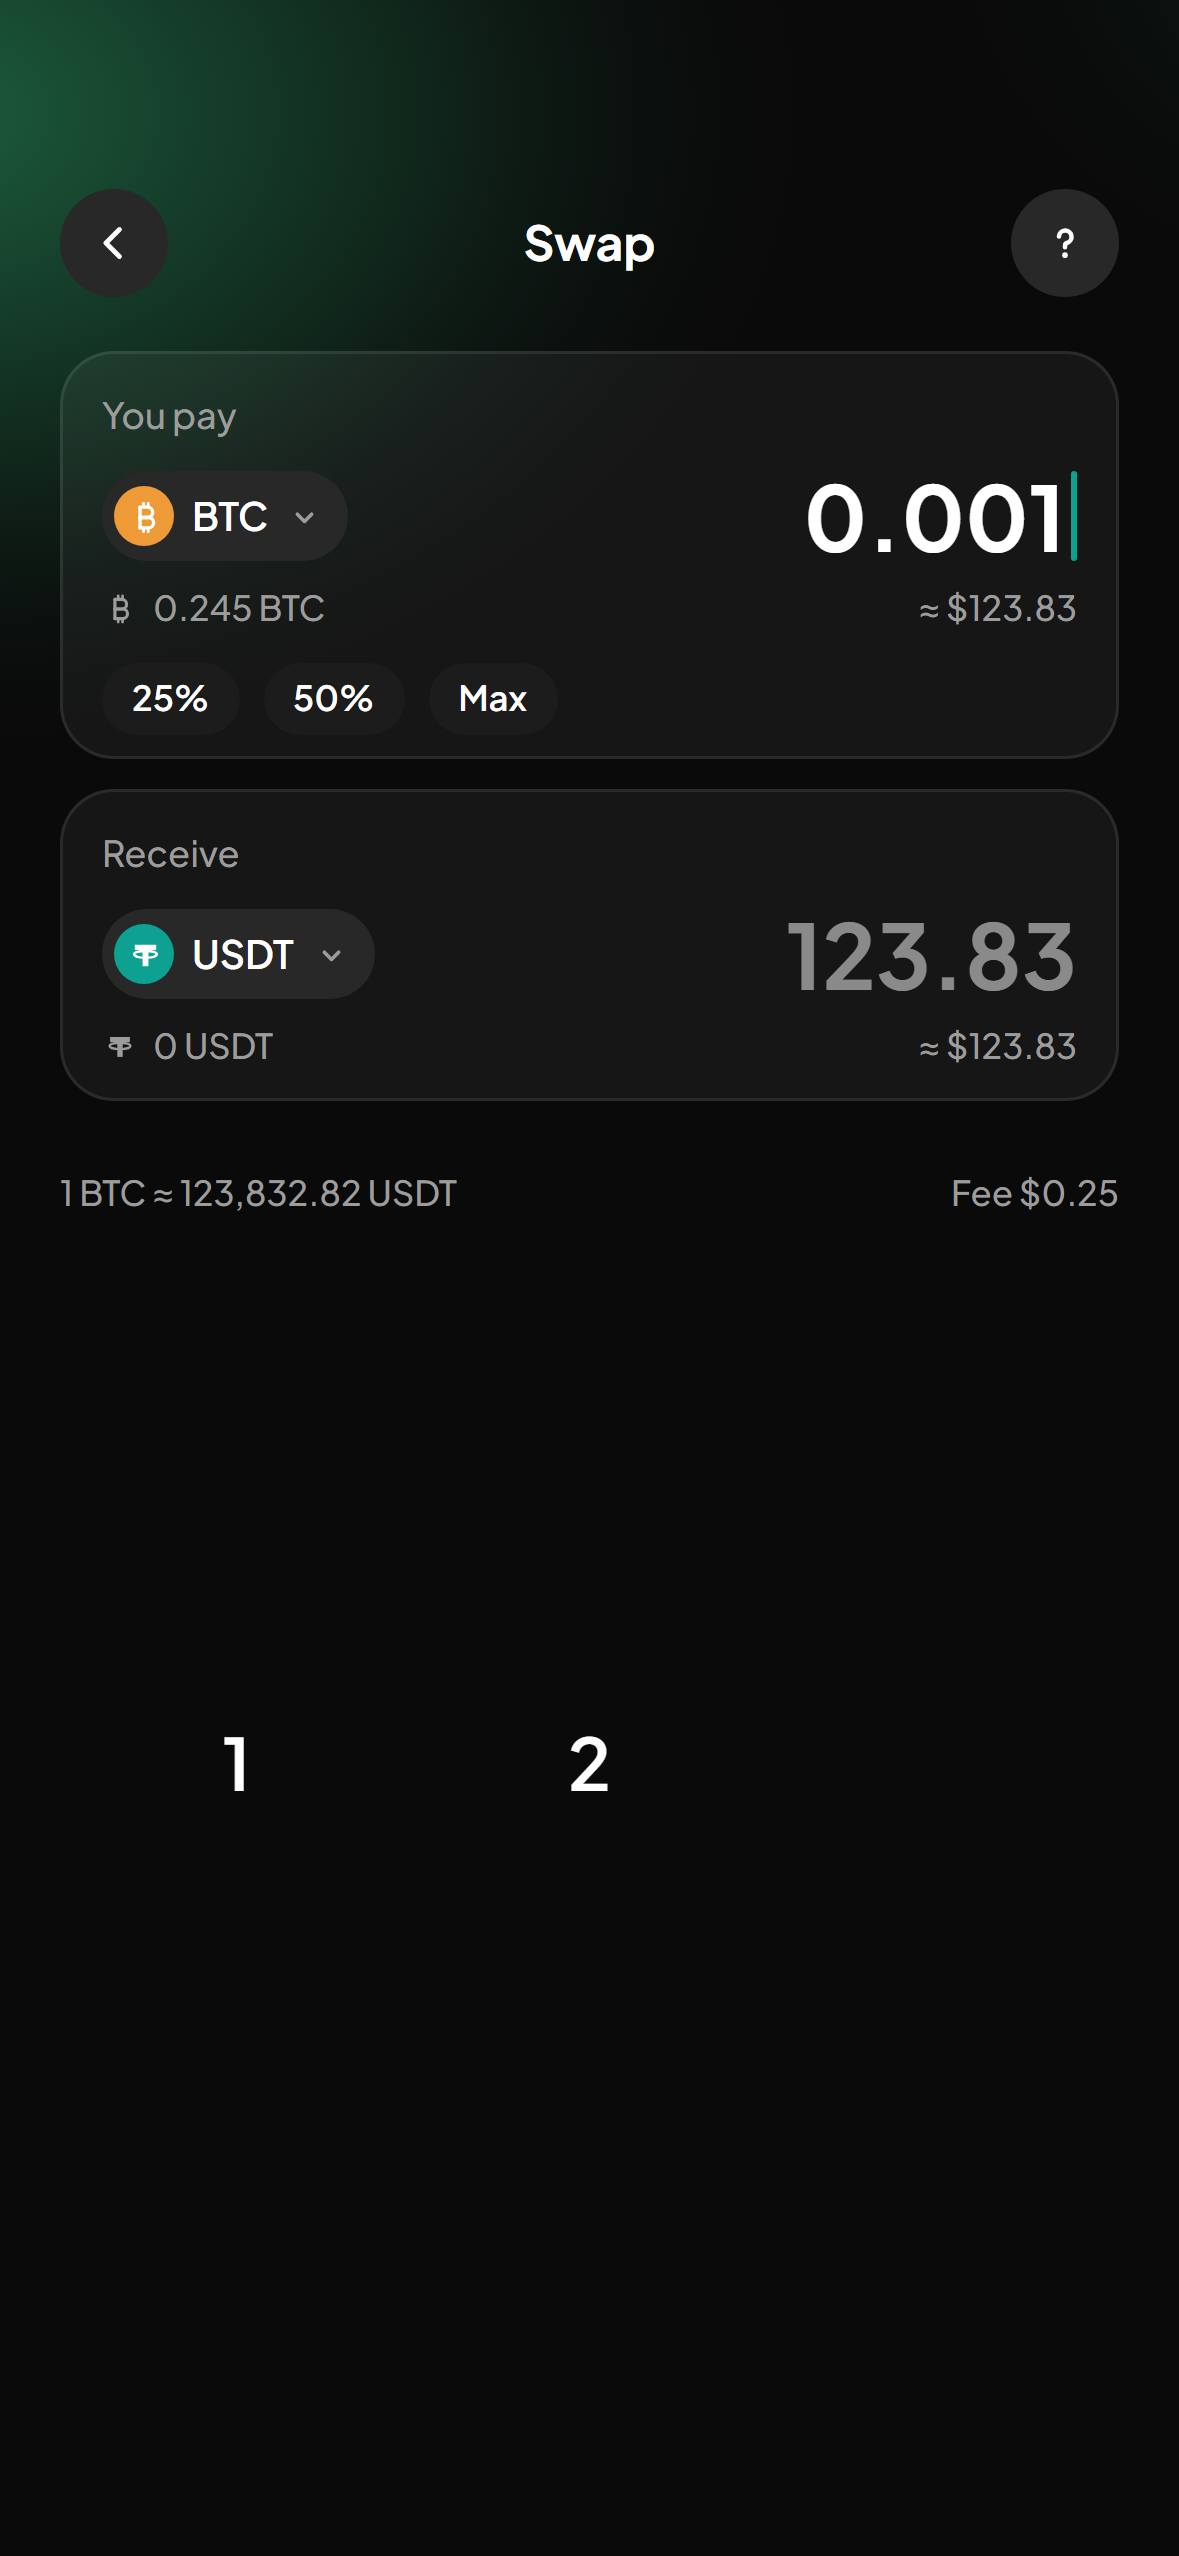 Swap
?
You pay
BTC 0.001
0.245 BTC ≈ $123.83
25% 50% Max
Receive
USDT 123.83
0 USDT ≈ $123.83
1 BTC ≈ 123,832.82 USDT Fee $0.25
1 2